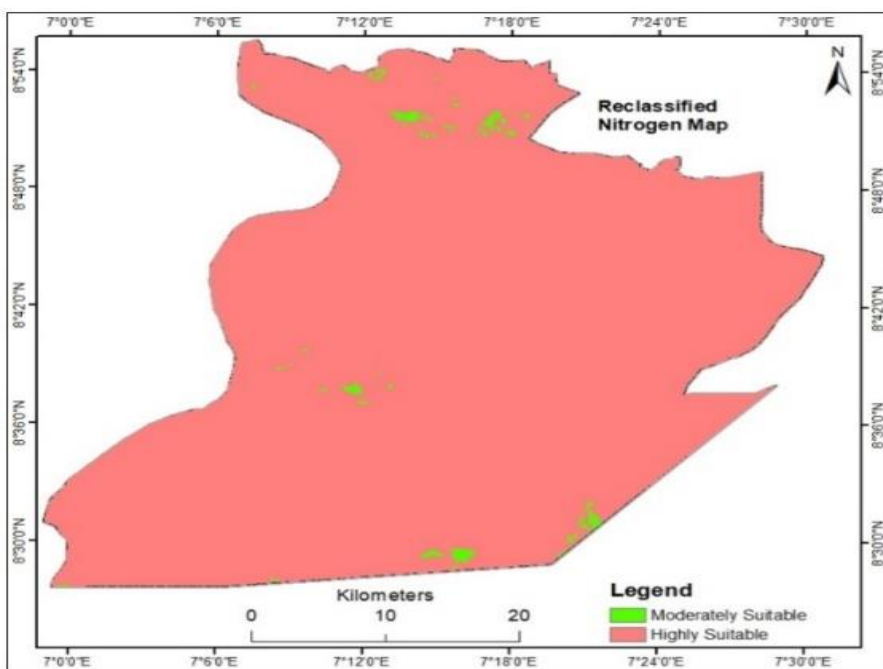 7°0'0"E 7°6'0"E 7°12'0"E 7°18'0"E 7°24'0"E 7°30'0"E
N
8°54'0"N 8°54'0"N
Reclassified
Nitrogen Map
8°48'0"N 8°48'0"N
8°42'0"N 8°42'0"N
8°36'0"N 8°36'0"N
8°30'0"N 8°30'0"N
Legend
Kilometers
Moderately Suitable
0 10 20
Highly Suitable
7°0'0"E 7°6'0"E 7°12'0"E 7°18'0"E 7°24'0"E 7°30'0"E